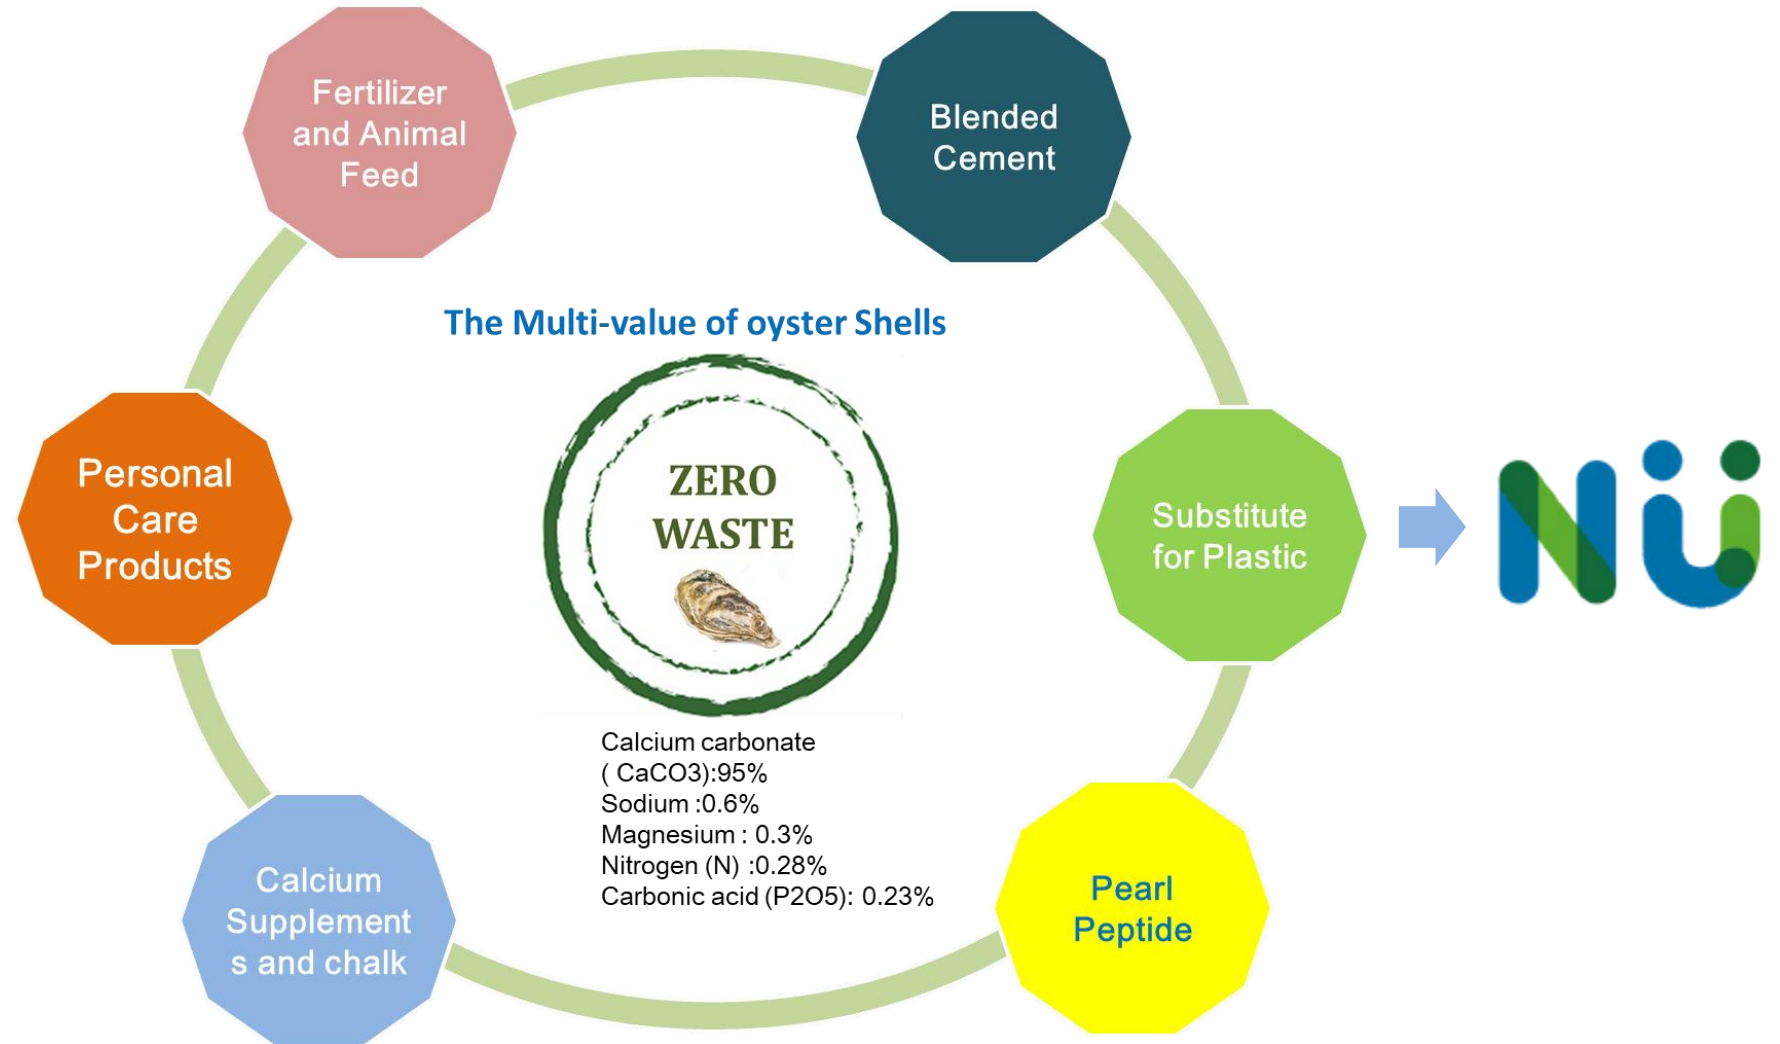 Fertilizer
and Animal
Feed
Blended
Cement
The Multi-value of oyster Shells
Personal
Care
Products
ZERO
WASTE
Substitute
for Plastic
NÜ
Calcium carbonate
( CaCO3):95%
Sodium :0.6%
Magnesium : 0.3%
Nitrogen (N) :0.28%
Carbonic acid (P2O5): 0.23%
Calcium
Supplement
s and chalk
Pearl
Peptide